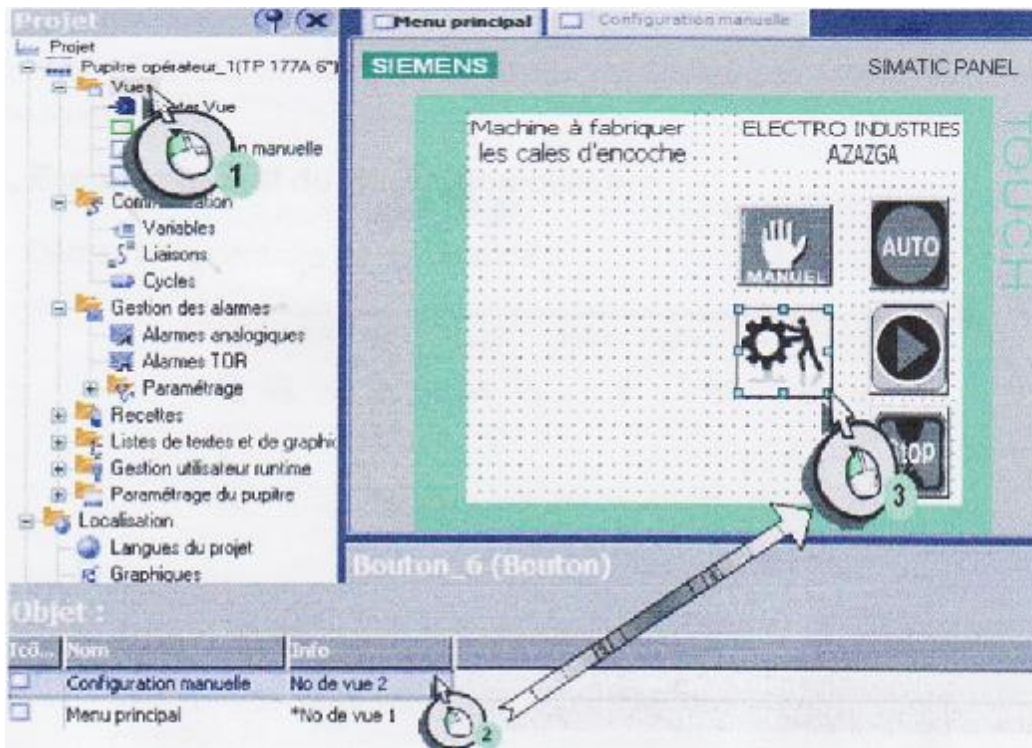 Projet
Menu principal
Configuration manuelle
Projet
Pupitre opérateur_1(TP 177A 6")
Vues
Vue
manuelle
Variables
Liaisons
Cycles
Gestion des alarmes
Alarmes analogiques
Alarmes TOR
Paramétrage
Recettes
Listes de textes et de graphi
Gestion utilisateur runtime
Paramétrage du pupitre
Localisation
Langues du projet
Graphiques
1
SIEMENS
SIMATIC PANEL
TOUCH
Machine à fabriquer
les cales d'encoche
ELECTRO INDUSTRIES
AZAZGA
MANUEL
AUTO
3
Bouton_6 (Bouton)
Objet :
Nom Info
Configuration manuelle No de vue 2
Menu principal *No de vue 1
2